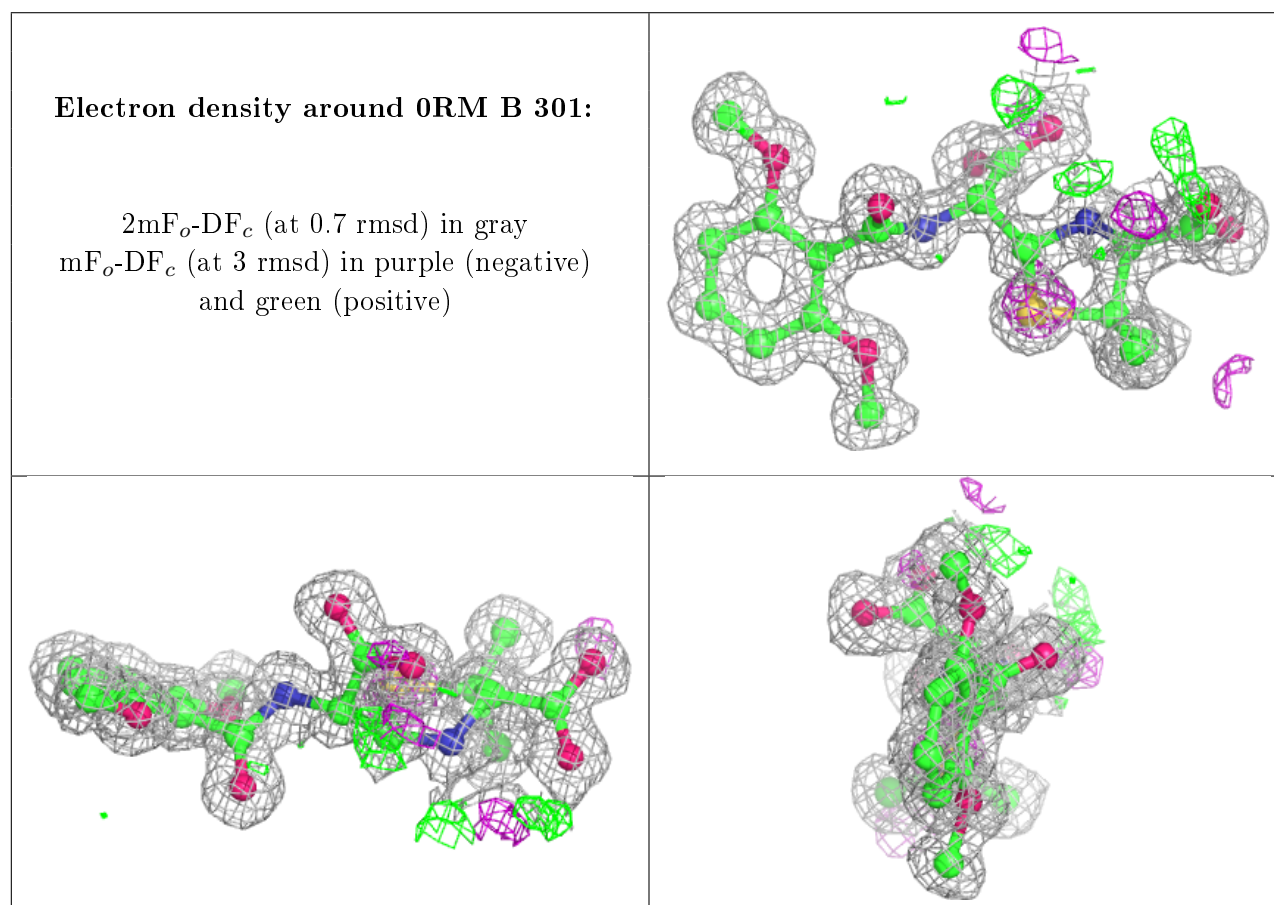 Electron density around 0RM B 301:
2mFo-DFc (at 0.7 rmsd) in gray
mFo-DFc (at 3 rmsd) in purple (negative)
and green (positive)